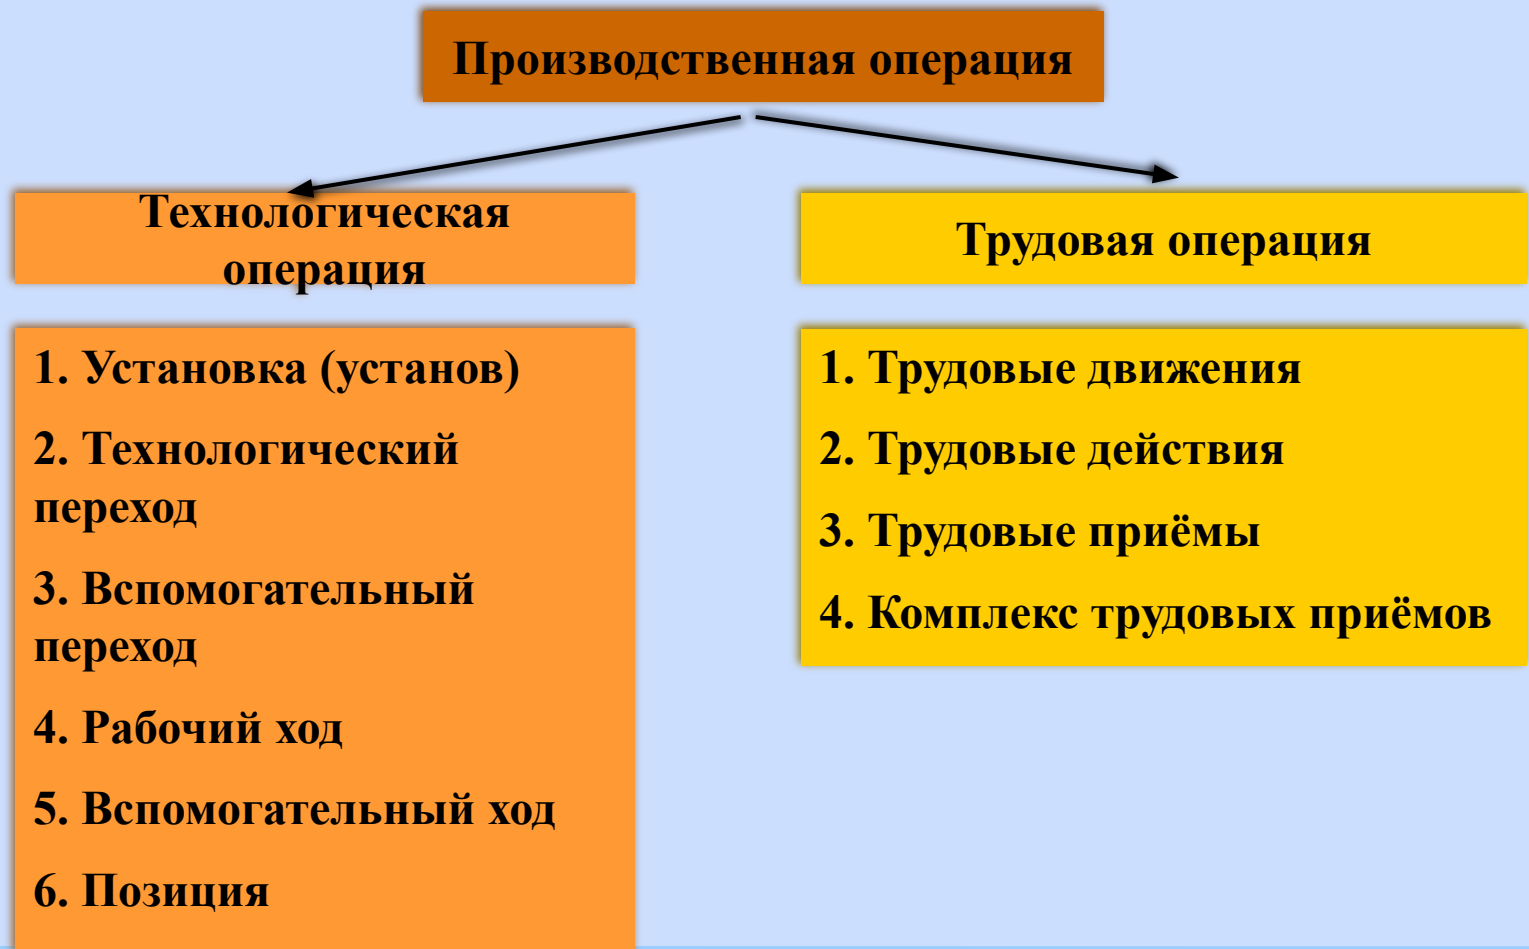 Производственная операция
Технологическая
операция
1. Установка (установ)
2. Технологический
переход
3. Вспомогательный
переход
4. Рабочий ход
5. Вспомогательный ход
6. Позиция
Трудовая операция
1. Трудовые движения
2. Трудовые действия
3. Трудовые приёмы
4. Комплекс трудовых приёмов